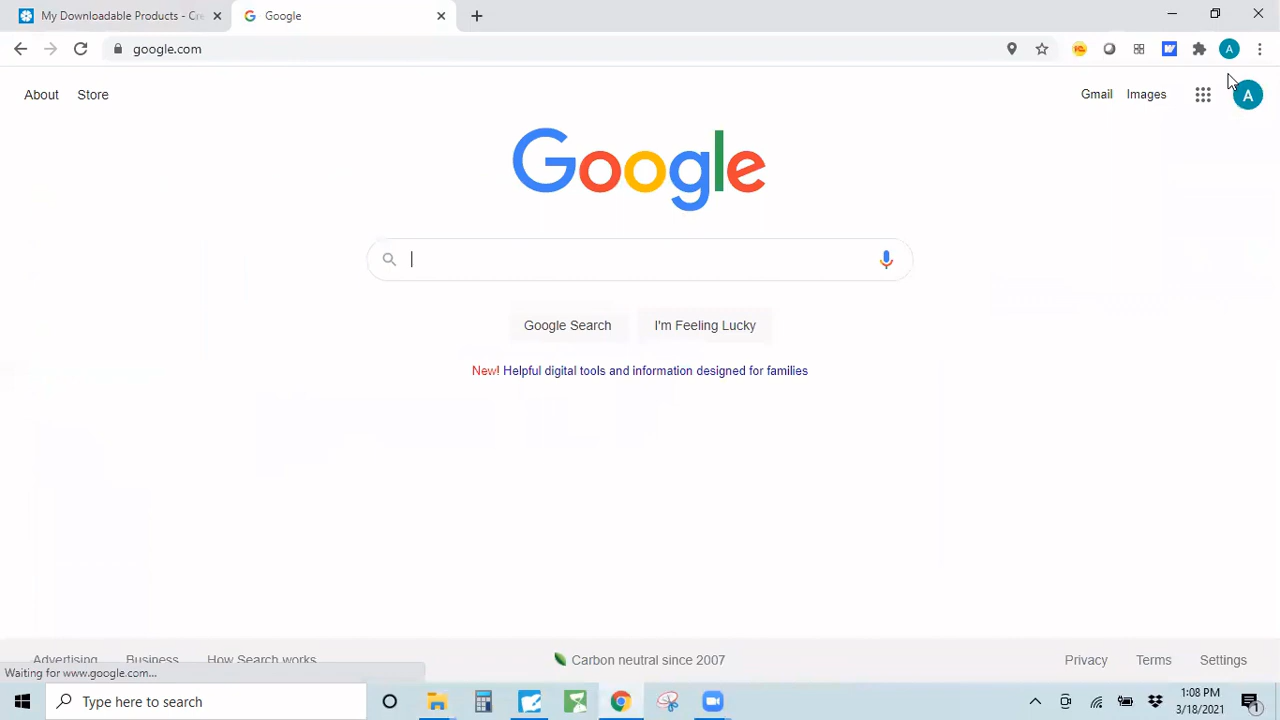 My Downloadable Products - Cre
Google
google.com
A
About
Store
Gmail
Images
A
Google
Google Search
I'm Feeling Lucky
New! Helpful digital tools and information designed for families
Advertising
Business
How Search works
Carbon neutral since 2007
Privacy
Terms
Settings
Waiting for www.google.com...
Type here to search
1:08 PM
3/18/2021
1